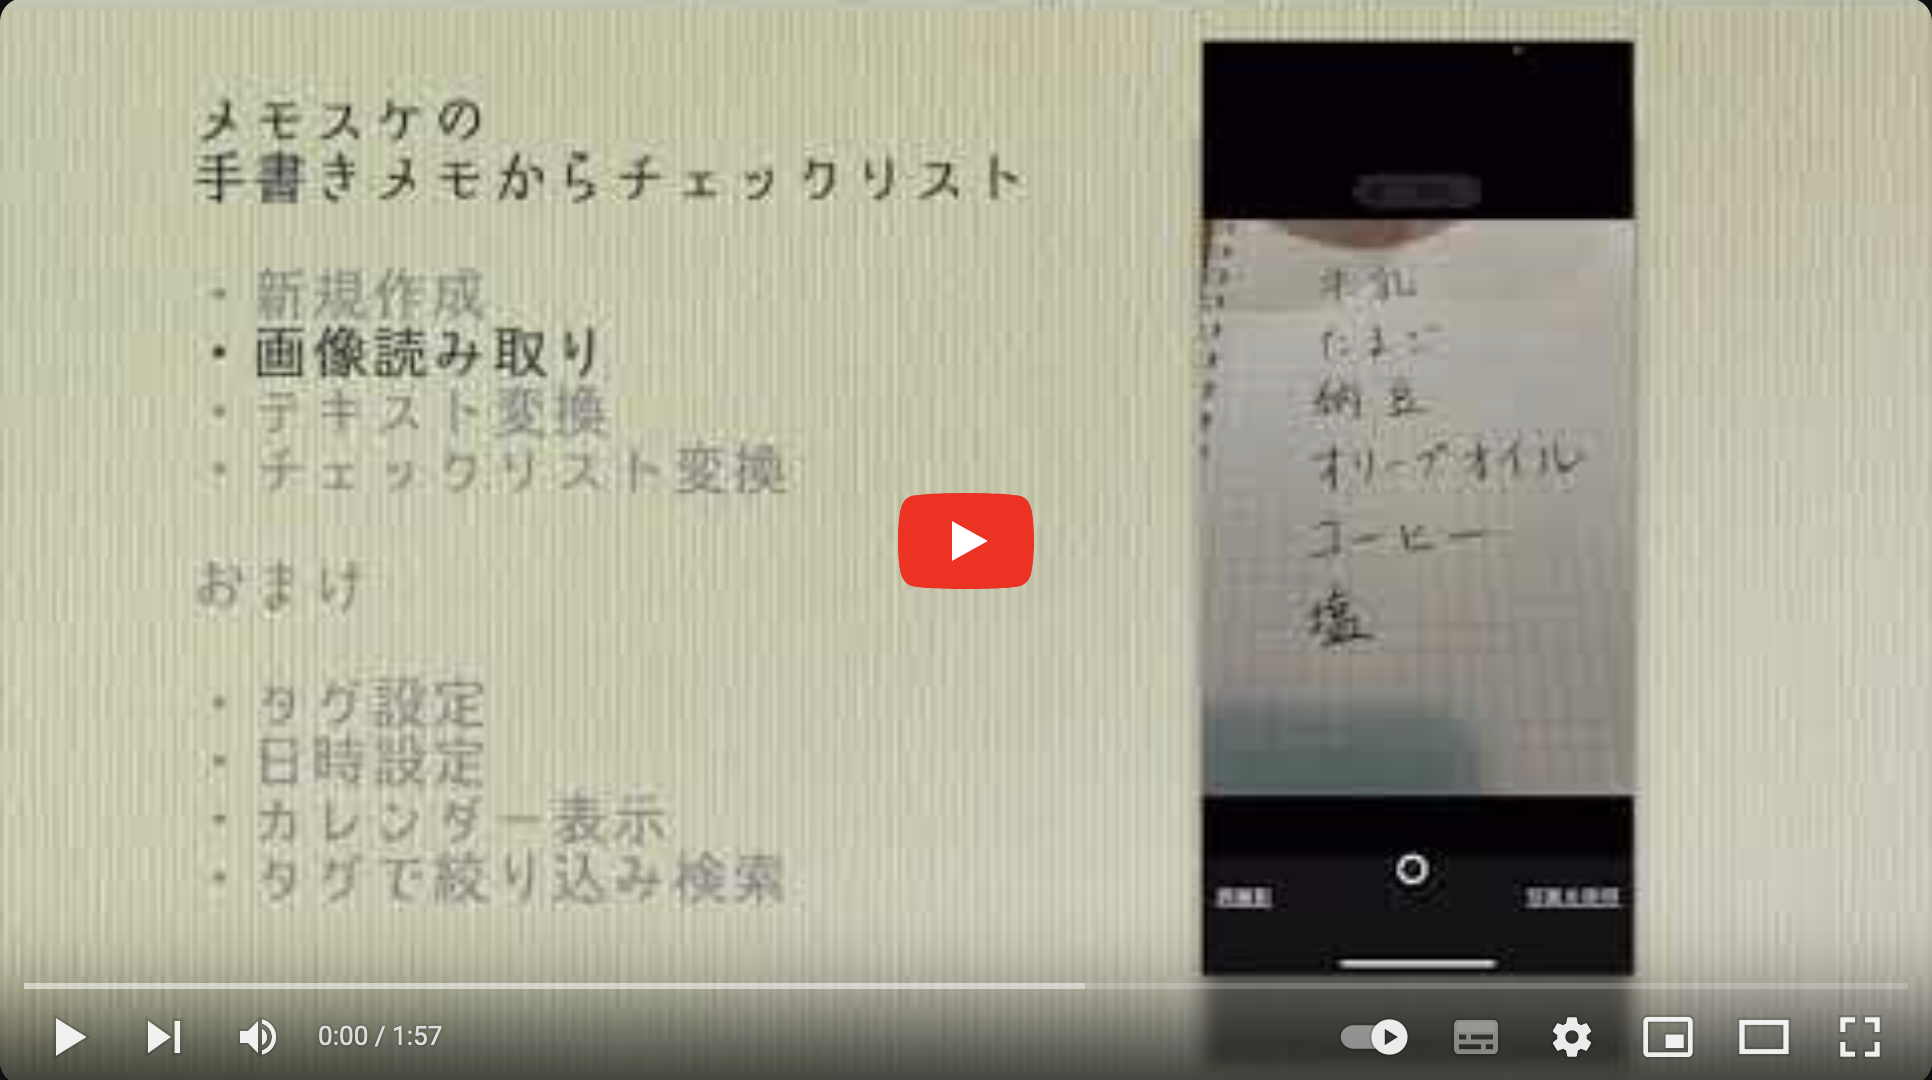 メモスケの
手書きメモからチェックリスト
・新規作成
・画像読み取り
・テキスト変換
・チェックリスト変換
おまけ
・タグ設定
・日時設定
・カレンダー表示
・タグで絞り込み検索
牛乳
たまご
納豆
オリーブオイル
コーヒー
塩
0:00 / 1:57